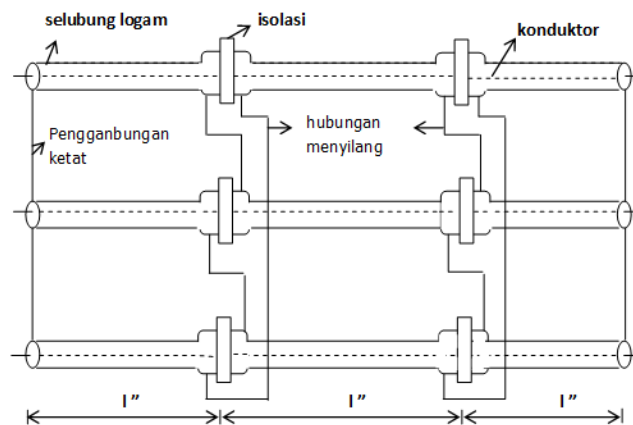 selubung logam
isolasi
konduktor
Pengganbungan
ketat
hubungan
menyilang
l ”
l ”
l ”